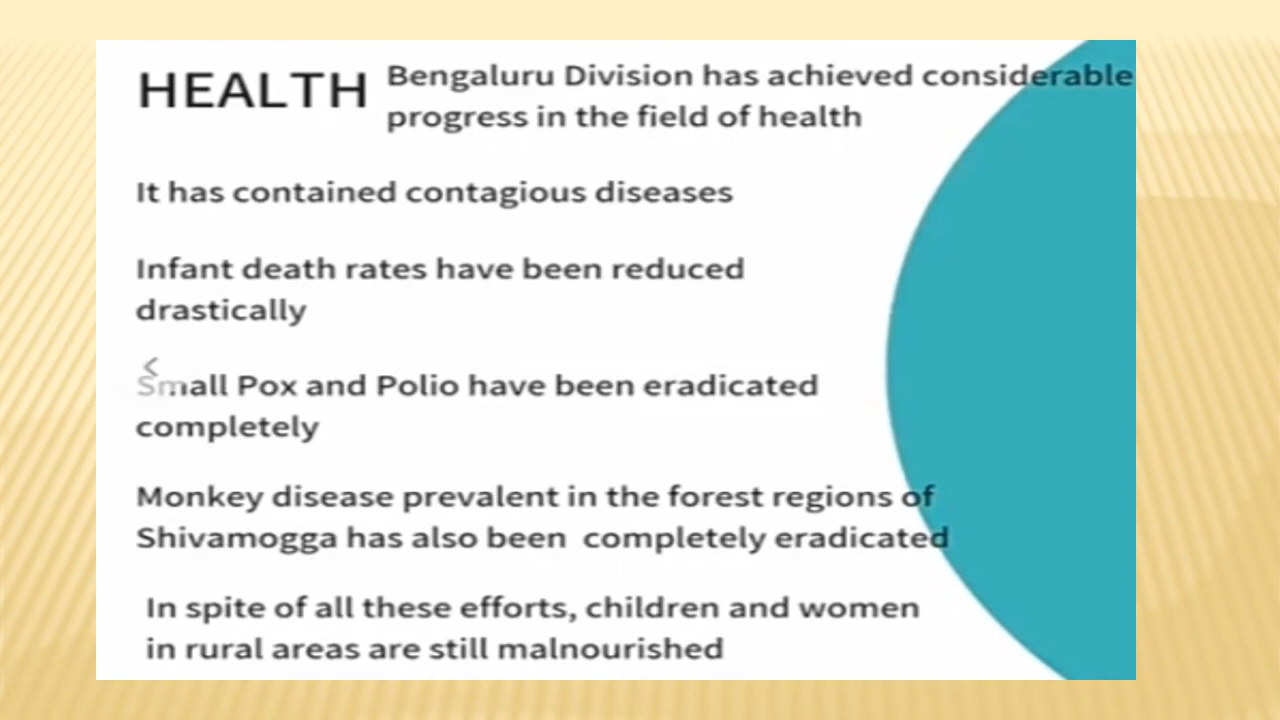 HEALTH
Bengaluru Division has achieved considerable
progress in the field of health
It has contained contagious diseases
Infant death rates have been reduced
drastically
Small Pox and Polio have been eradicated
completely
Monkey disease prevalent in the forest regions of
Shivamogga has also been completely eradicated
In spite of all these efforts, children and women
in rural areas are still malnourished